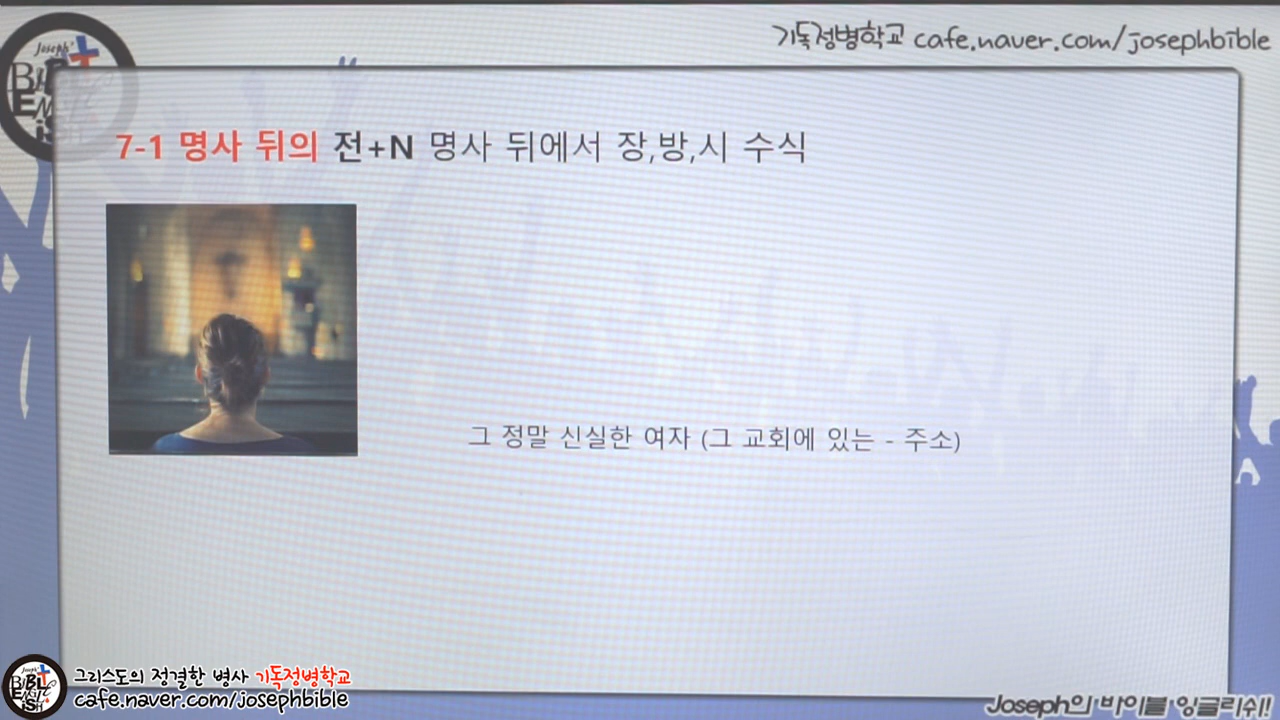 기독정병학교 cafe.naver.com/josephbible
Joseph'
7-1 명사 뒤의 전+N 명사 뒤에서 장,방,시 수식
그 정말 신실한 여자 (그 교회에 있는 - 주소)
그리스도의 정결한 병사 기독정병학교
cafe.naver.com/josephbible
Joseph의 바이블 잉글리쉬!